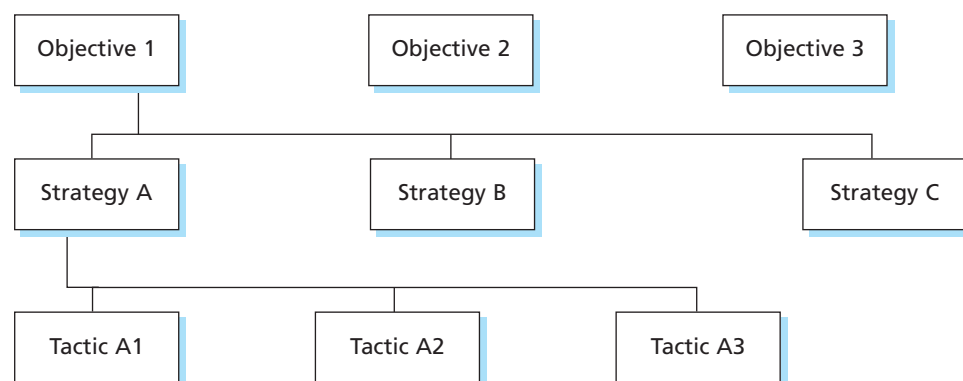 Objective 1
Objective 2
Objective 3
Strategy A
Strategy B
Strategy C
Tactic A1
Tactic A2
Tactic A3